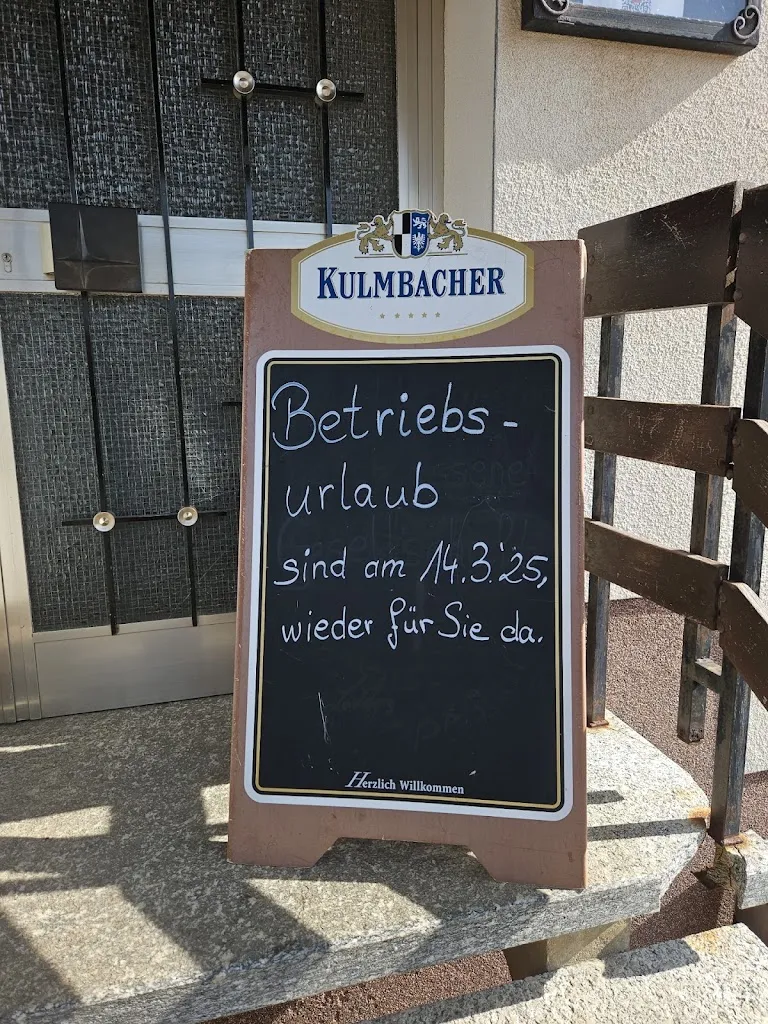 KULMBACHER
Betriebs-
urlaub
sind am 14.3.'25,
wieder für Sie da.
Herzlich Willkommen